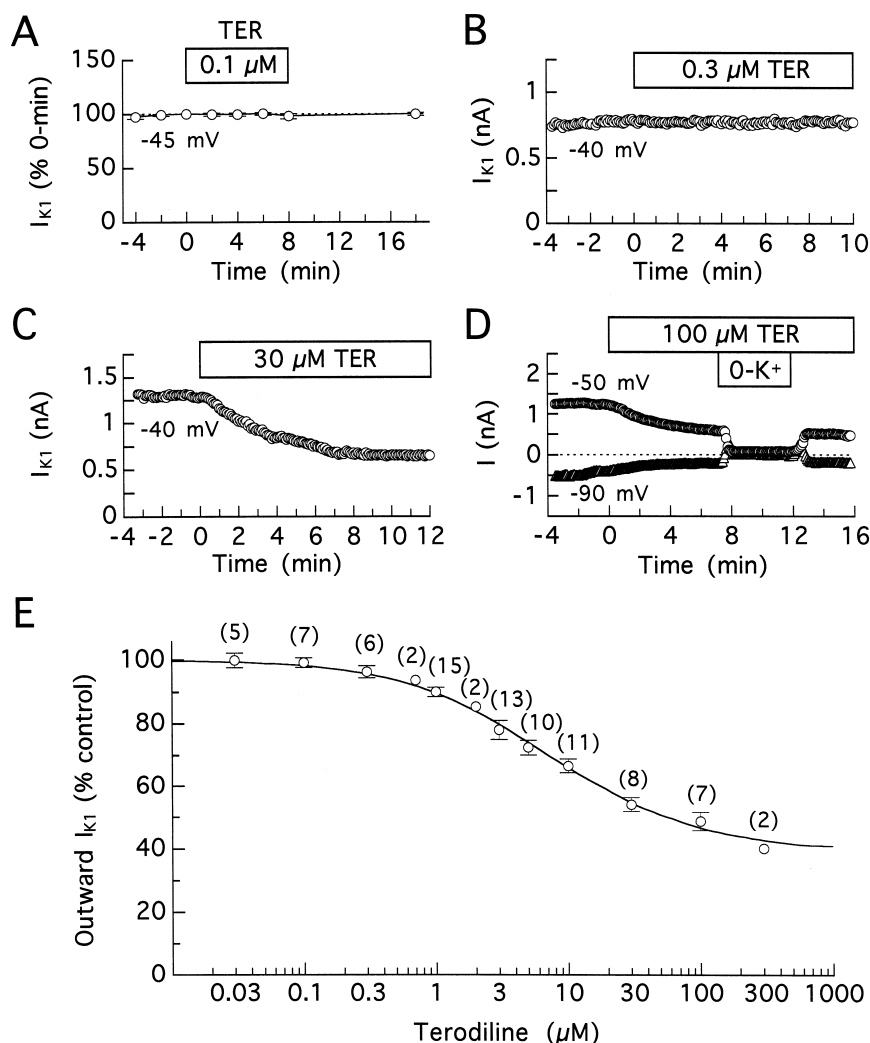 A
TER
0.1 µM
150
100
50
0
I K1 (% 0-min)
-45 mV
-4 0 4 8 12 16
Time (min)
B
0.3 µM TER
1
0.5
0
I K1 (nA)
-40 mV
-4 -2 0 2 4 6 8 10
Time (min)
C
30 µM TER
1.5
1
0.5
0
I K1 (nA)
-40 mV
-4 -2 0 2 4 6 8 10 12
Time (min)
D
100 µM TER
0-K+
2
1
0
-1
I (nA)
-50 mV
-90 mV
-4 0 4 8 12 16
Time (min)
E
(5) (7) (6) (2) (15) (2) (13) (10) (11) (8) (7) (2)
100
80
60
40
20
0
Outward I K1 (% control)
0.03 0.1 0.3 1 3 10 30 100 300 1000
Terodiline (µM)